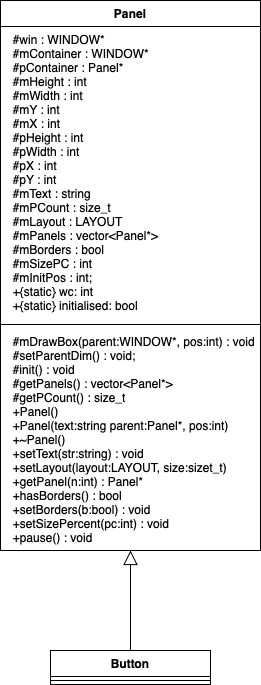 Panel
#win : WINDOW*
#mContainer : WINDOW*
#pContainer : Panel*
#mHeight : int
#mWidth : int
#mY : int
#mX : int
#pHeight : int
#pWidth : int
#pX : int
#pY : int
#mText : string
#mPCount : size_t
#mLayout : LAYOUT
#mPanels : vector<Panel*>
#mBorders : bool
#mSizePC : int
#mInitPos : int;
+{static} wc: int
+{static} initialised: bool
#mDrawBox(parent:WINDOW*, pos:int) : void
#setParentDim() : void;
#init() : void
#getPanels() : vector<Panel*>
#getPCount() : size_t
+Panel()
+Panel(text:string parent:Panel*, pos:int)
+~Panel()
+setText(str:string) : void
+setLayout(layout:LAYOUT, size:sizet_t)
+getPanel(n:int) : Panel*
+hasBorders() : bool
+setBorders(b:bool) : void
+setSizePercent(pc:int) : void
+pause() : void
Button